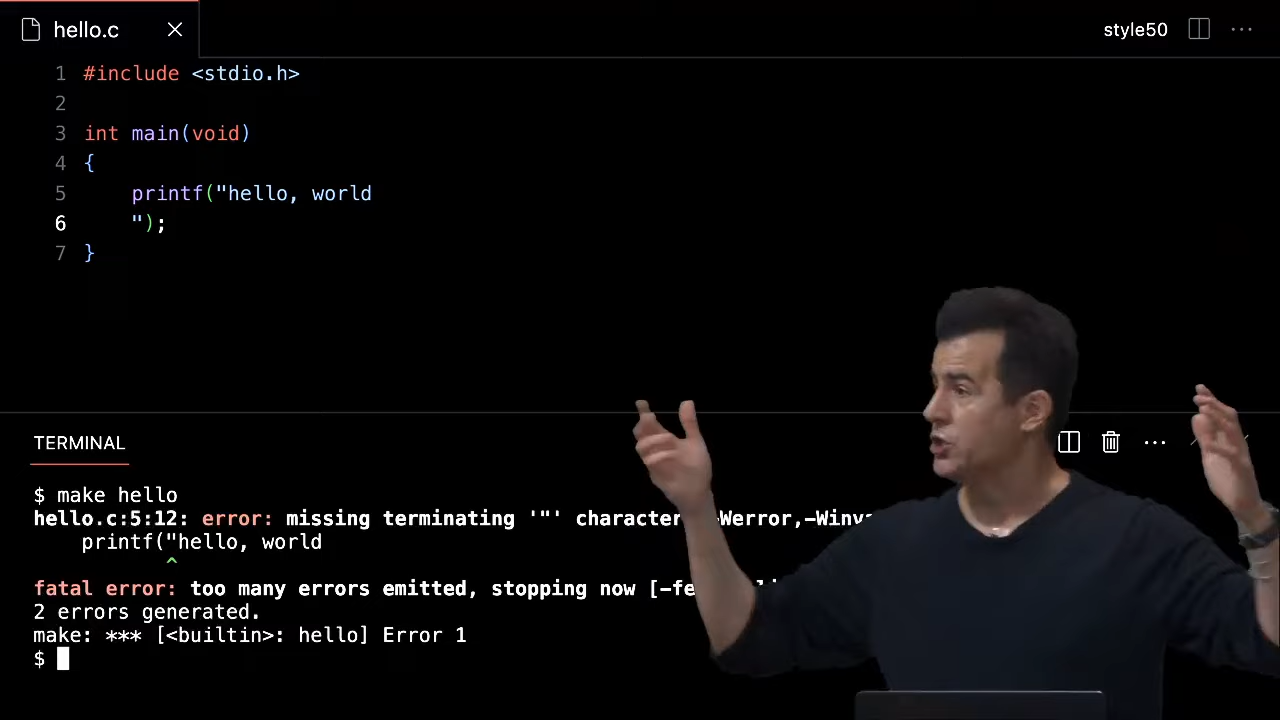 hello.c
style50
1 #include <stdio.h>
2
3 int main(void)
4 {
5 printf("hello, world
6 ");
7 }
TERMINAL
$ make hello
hello.c:5:12: error: missing terminating '"' character
printf("hello, world
^
fatal error: too many errors emitted, stopping now
2 errors generated.
make: *** [<builtin>: hello] Error 1
$